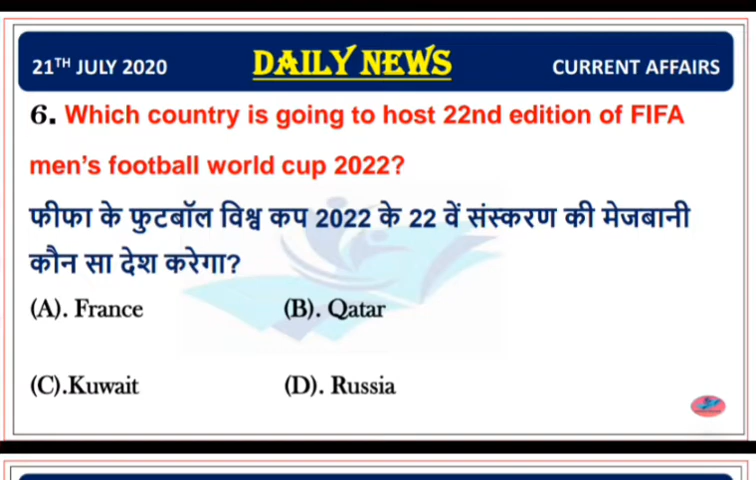 21TH JULY 2020 DAILY NEWS CURRENT AFFAIRS
6. Which country is going to host 22nd edition of FIFA
men's football world cup 2022?
फीफा के फुटबॉल विश्व कप 2022 के 22 वें संस्करण की मेजबानी
कौन सा देश करेगा?
(A). France (B). Qatar
(C).Kuwait (D). Russia